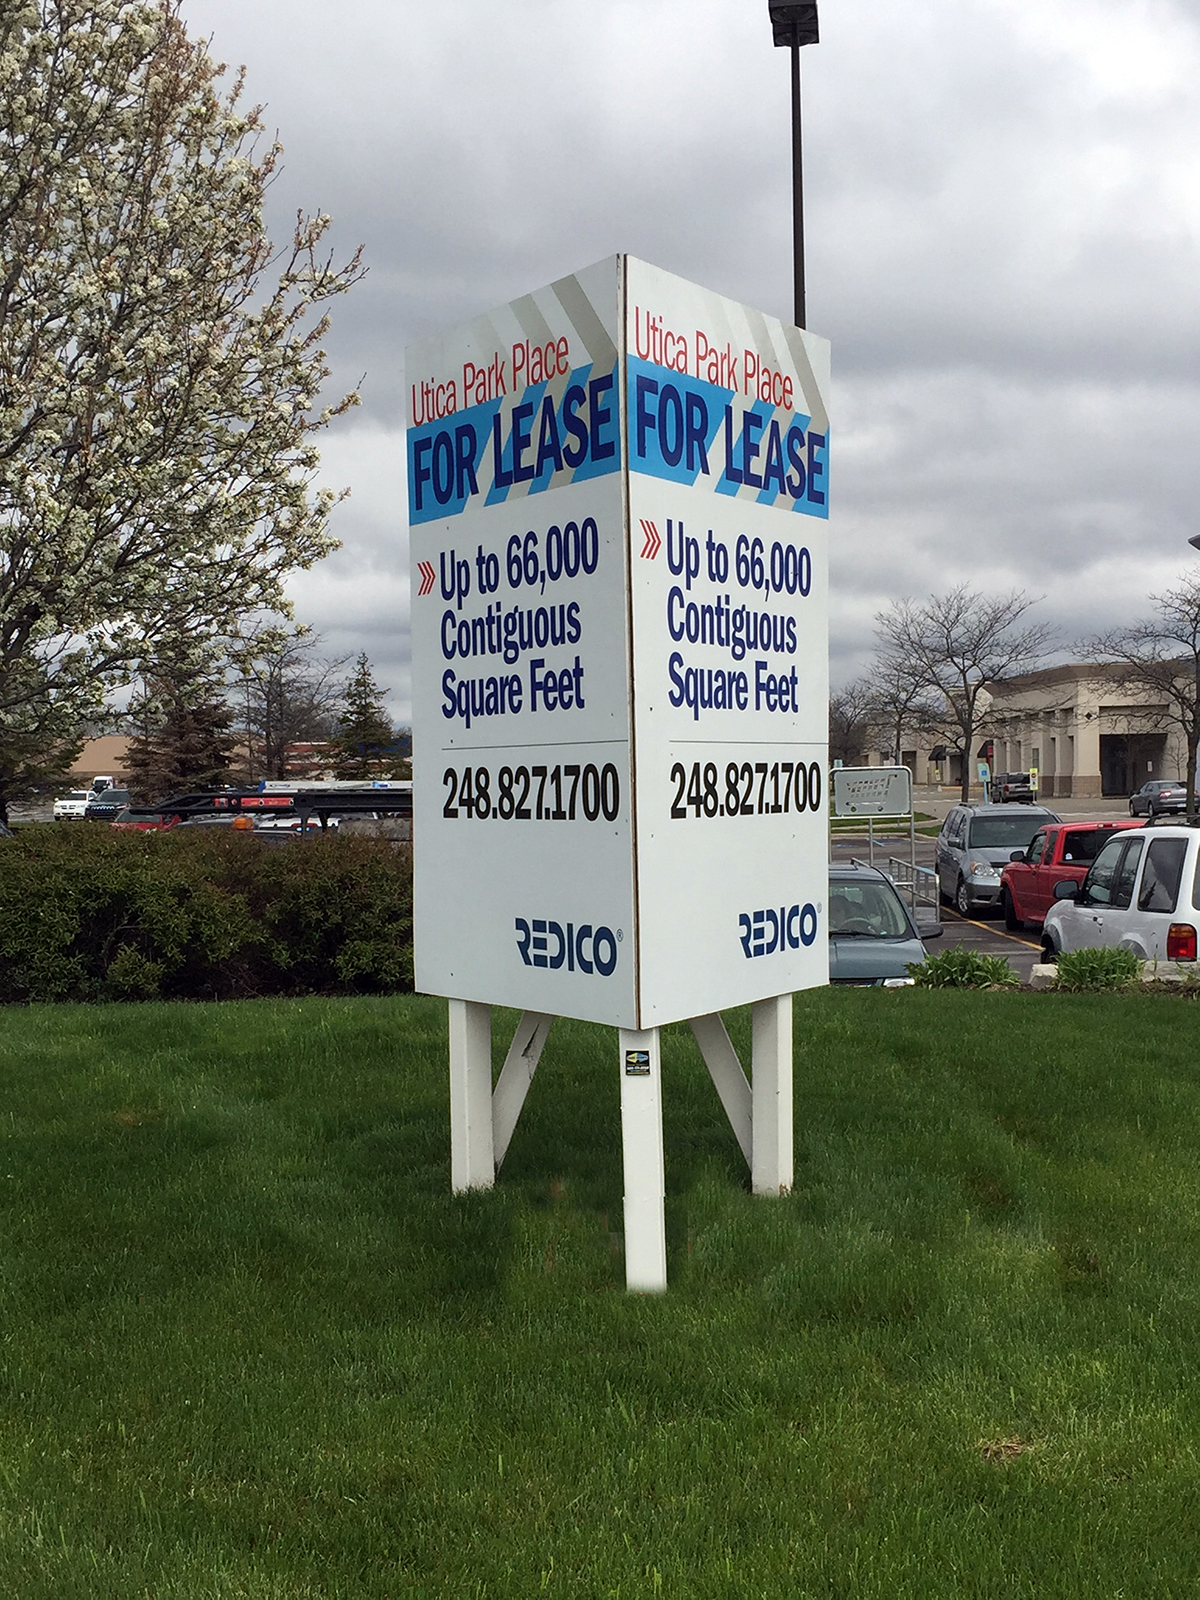 Utica Park Place
FOR LEASE
Up to 66,000
Contiguous
Square Feet
248.827.1700
REDICO®
Utica Park Place
FOR LEASE
Up to 66,000
Contiguous
Square Feet
248.827.1700
REDICO®